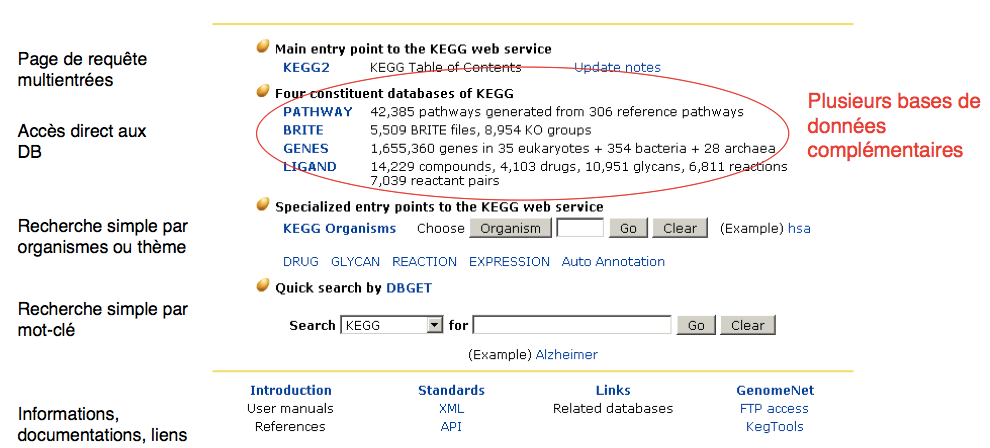 Page de requête
multientrées
Main entry point to the KEGG web service
KEGG2 KEGG Table of Contents Update notes
Four constituent databases of KEGG
Accès direct aux
DB
PATHWAY 42,385 pathways generated from 306 reference pathways
BRITE 5,509 BRITE files, 8,954 KO groups
GENES 1,655,360 genes in 35 eukaryotes + 354 bacteria + 28 archaea
LIGAND 14,229 compounds, 4,103 drugs, 10,951 glycans, 6,811 reactions
7,039 reactant pairs
Plusieurs bases de
données
complémentaires
Recherche simple par
organismes ou thème
Specialized entry points to the KEGG web service
KEGG Organisms Choose Organism Go Clear (Example) hsa
DRUG GLYCAN REACTION EXPRESSION Auto Annotation
Recherche simple par
mot-clé
Quick search by DBGET
Search KEGG for Go Clear
(Example) Alzheimer
Informations,
documentations, liens
Introduction Standards Links GenomeNet
User manuals XML Related databases FTP access
References API KegTools